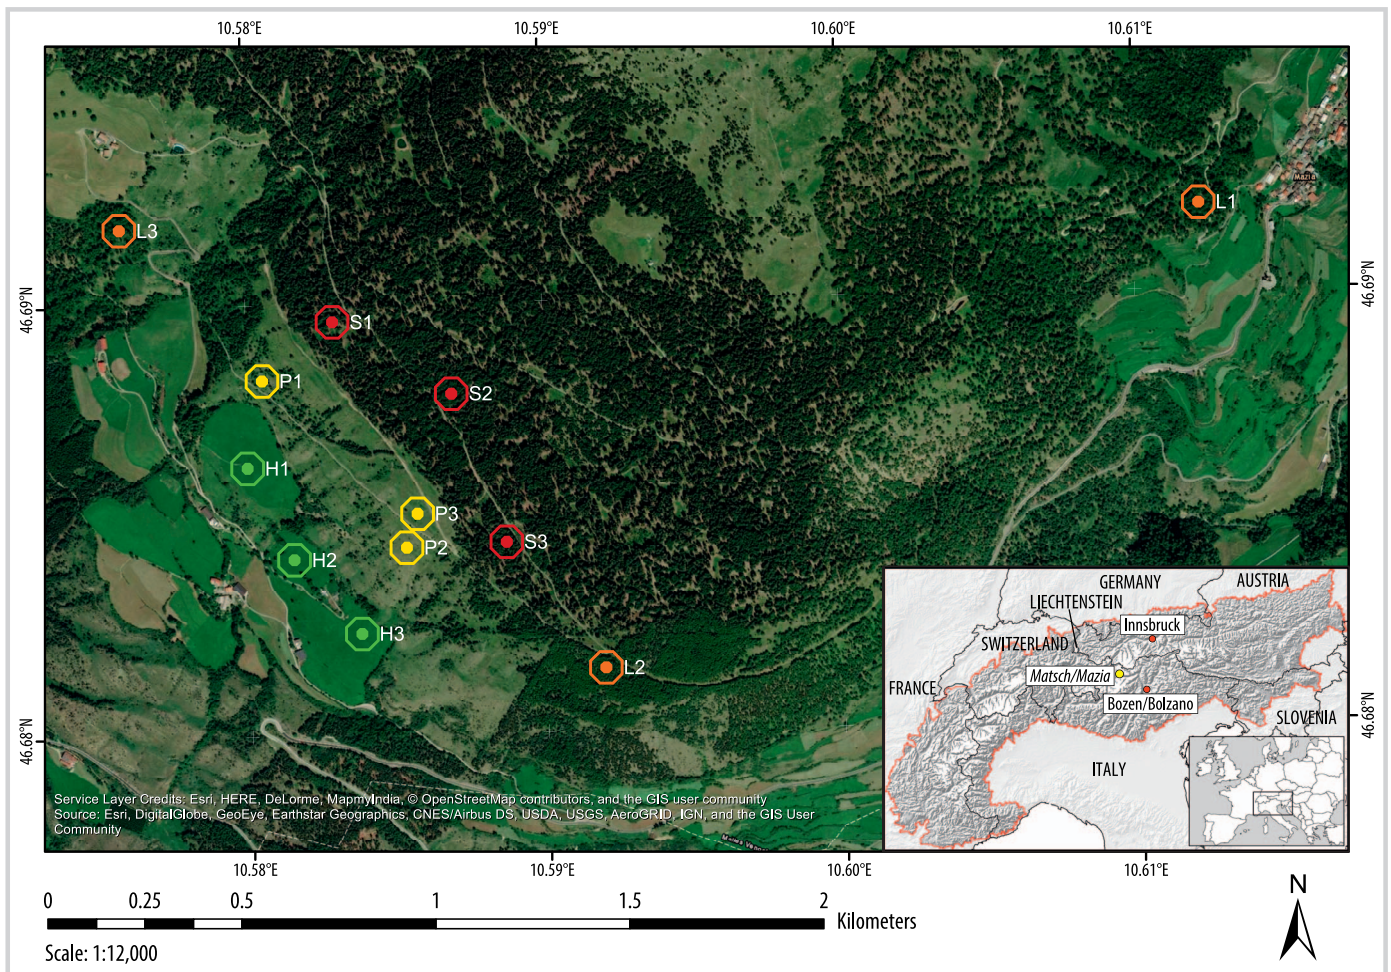 10.58°E 10.59°E 10.60°E 10.61°E
Mazia
L1
L3
46.69°N 46.69°N
S1
P1
S2
H1
P3
P2
S3
H2
H3
L2
GERMANY
AUSTRIA
LIECHTENSTEIN
Innsbruck
SWITZERLAND
Matsch/Mazia
FRANCE
Bozen/Bolzano
SLOVENIA
ITALY
46.68°N 46.68°N
Service Layer Credits: Esri, HERE, DeLorme, MapmyIndia, © OpenStreetMap contributors, and the GIS user community
Source: Esri, DigitalGlobe, GeoEye, Earthstar Geographics, CNES/Airbus DS, USDA, USGS, AeroGRID, IGN, and the GIS User
Community
10.58°E 10.59°E 10.60°E 10.61°E
0 0.25 0.5 1 1.5 2
Kilometers
Scale: 1:12,000
N